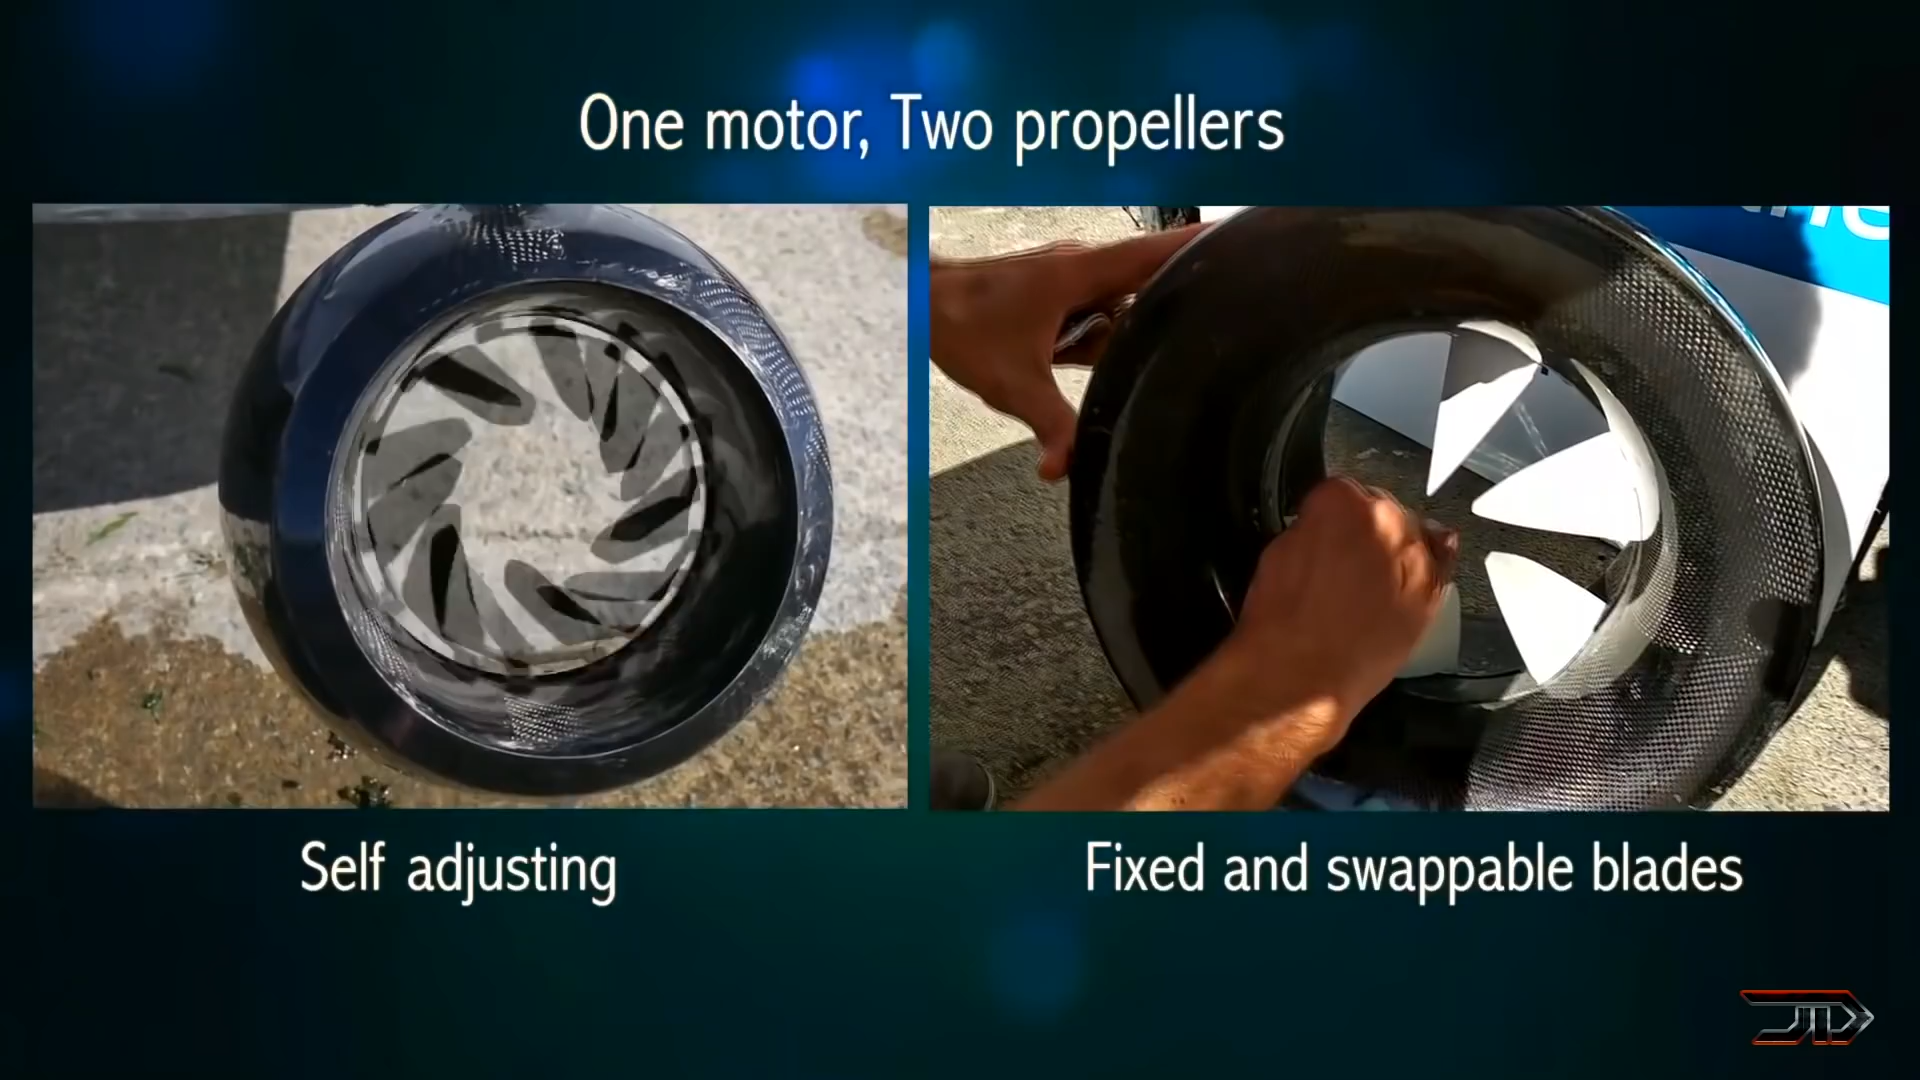 One motor, Two propellers
Self adjusting
Fixed and swappable blades